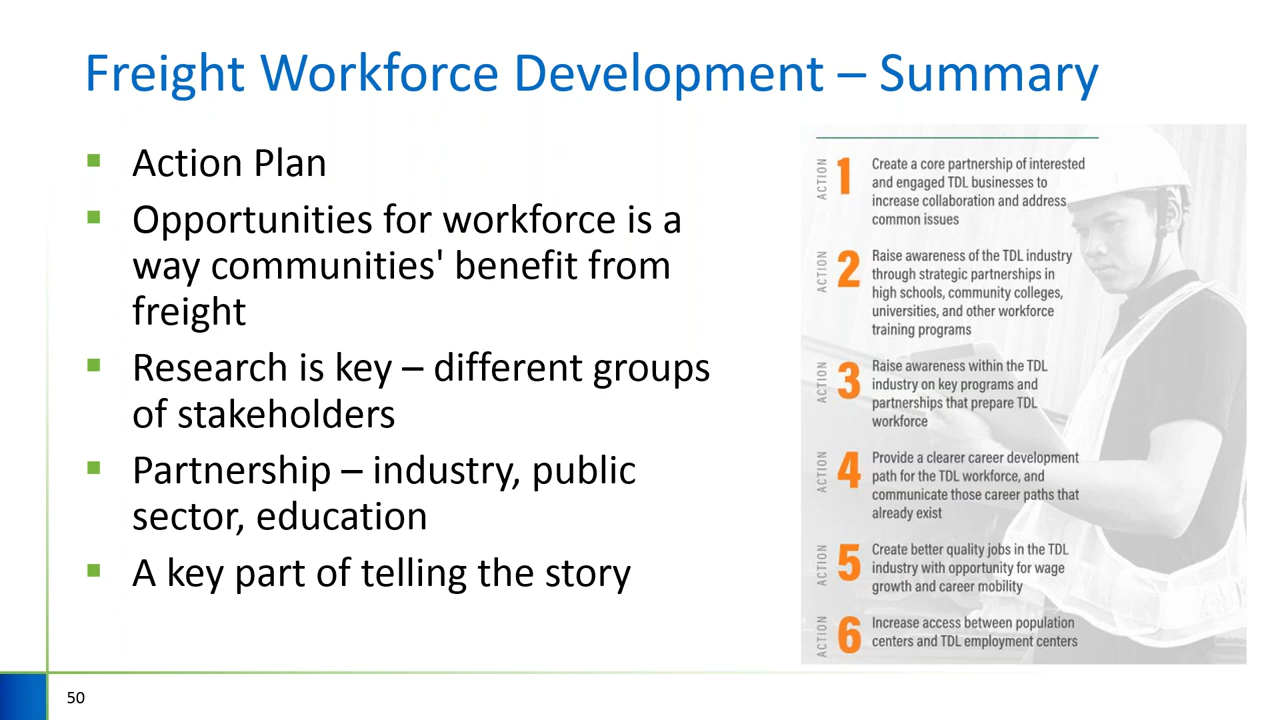 Freight Workforce Development – Summary
Action Plan
Opportunities for workforce is a
way communities' benefit from
freight
Research is key – different groups
of stakeholders
Partnership – industry, public
sector, education
A key part of telling the story
ACTION 1
Create a core partnership of interested
and engaged TDL businesses to
increase collaboration and address
common issues
ACTION 2
Raise awareness of the TDL industry
through strategic partnerships in
high schools, community colleges,
universities, and other workforce
training programs
ACTION 3
Raise awareness within the TDL
industry on key programs and
partnerships that prepare TDL
workforce
ACTION 4
Provide a clearer career development
path for the TDL workforce, and
communicate those career paths that
already exist
ACTION 5
Create better quality jobs in the TDL
industry with opportunity for wage
growth and career mobility
ACTION 6
Increase access between population
centers and TDL employment centers
50